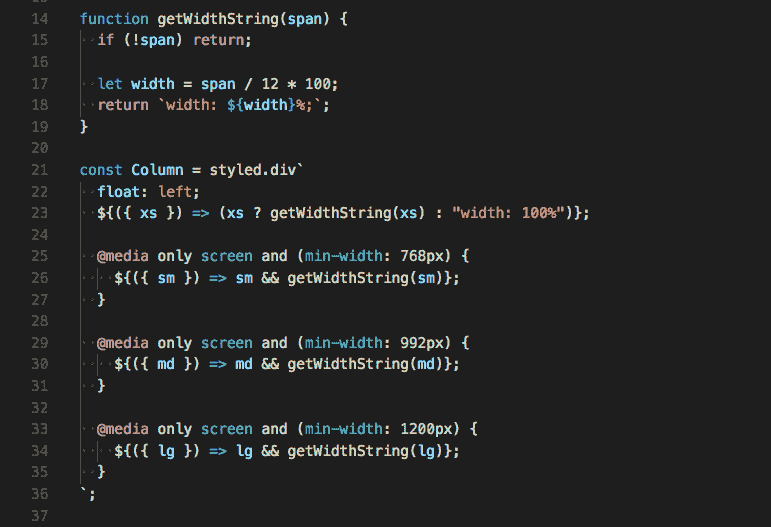 14 function getWidthString(span) {
15   if (!span) return;
16
17   let width = span / 12 * 100;
18   return `width: ${width}%;`;
19 }
20
21 const Column = styled.div`
22   float: left;
23   ${({ xs }) => (xs ? getWidthString(xs) : "width: 100%")};
24
25   @media only screen and (min-width: 768px) {
26     ${({ sm }) => sm && getWidthString(sm)};
27   }
28
29   @media only screen and (min-width: 992px) {
30     ${({ md }) => md && getWidthString(md)};
31   }
32
33   @media only screen and (min-width: 1200px) {
34     ${({ lg }) => lg && getWidthString(lg)};
35   }
36 `;
37